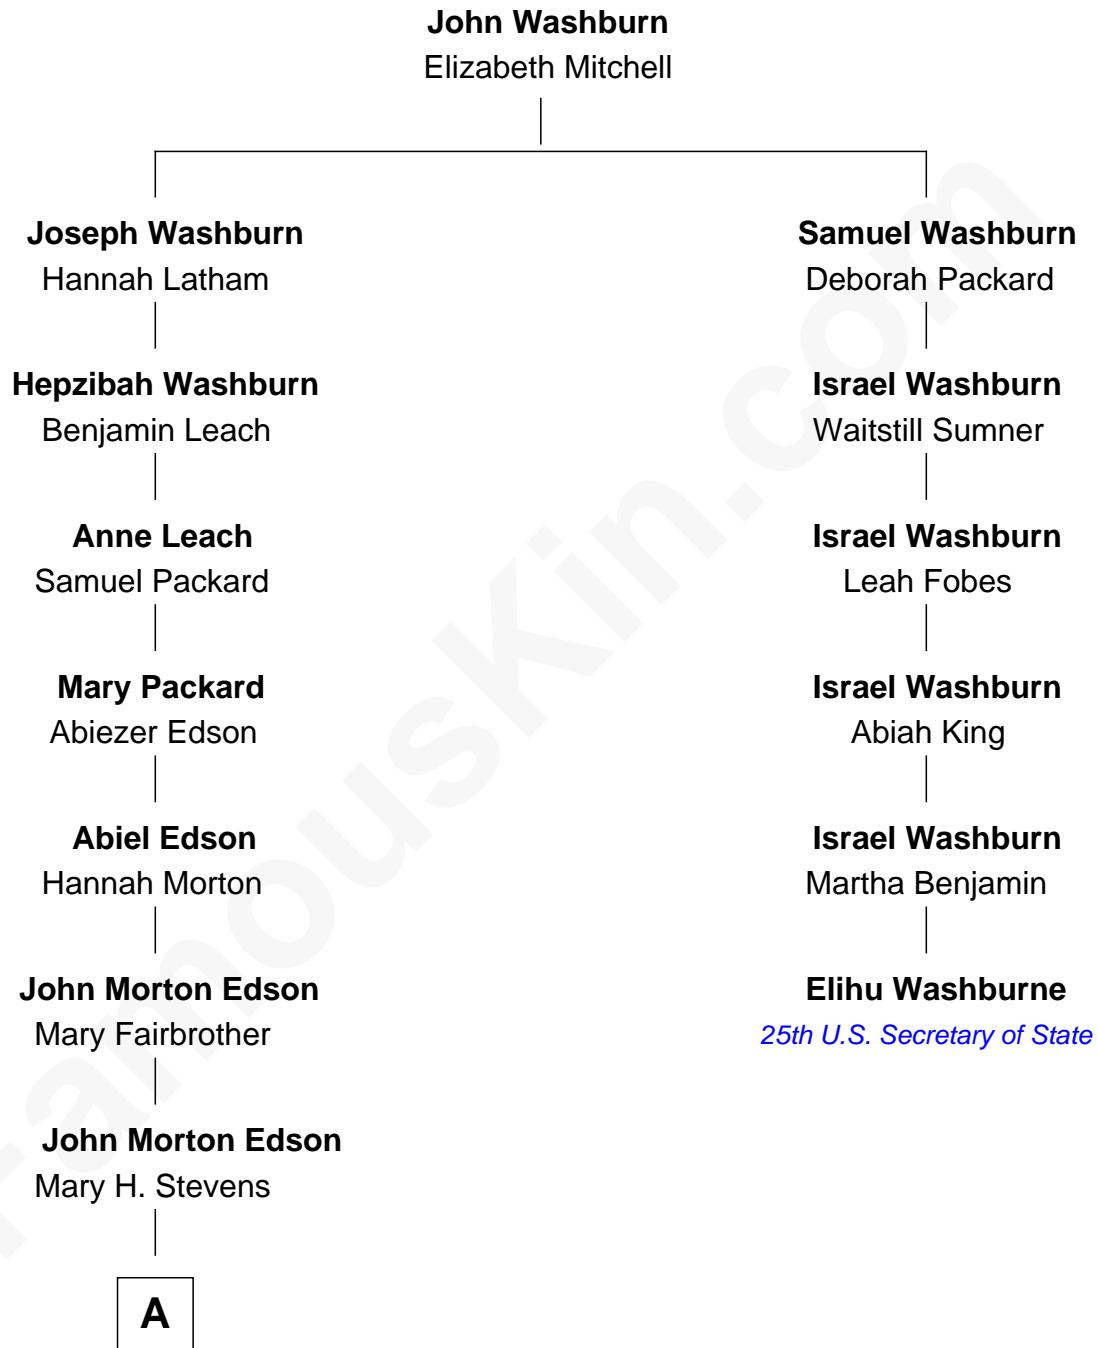 John Washburn
Elizabeth Mitchell
Joseph Washburn
Hannah Latham
Samuel Washburn
Deborah Packard
Hepzibah Washburn
Benjamin Leach
Israel Washburn
Waitstill Sumner
Anne Leach
Samuel Packard
Israel Washburn
Leah Fobes
Mary Packard
Abiezer Edson
Israel Washburn
Abiah King
Abiel Edson
Hannah Morton
Israel Washburn
Martha Benjamin
John Morton Edson
Mary Fairbrother
Elihu Washburne
25th U.S. Secretary of State
John Morton Edson
Mary H. Stevens
A
FamousKin.com